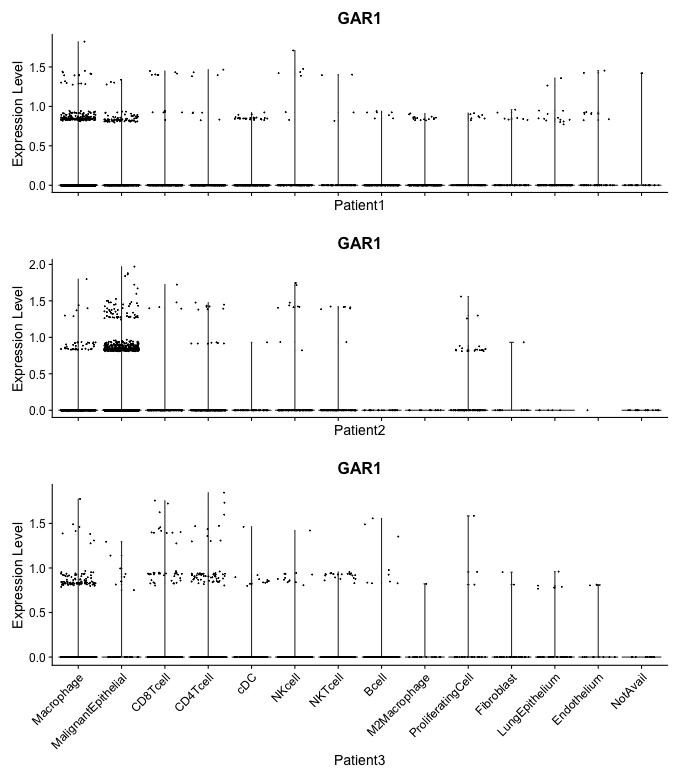 GAR1
Expression Level
1.5
1.0
0.5
0.0
Patient1
GAR1
Expression Level
2.0
1.5
1.0
0.5
0.0
Patient2
GAR1
Expression Level
1.5
1.0
0.5
0.0
Macrophage
MalignantEpithelial
CD8Tcell
CD4Tcell
cDC
NKcell
NKTcell
Bcell
M2Macrophage
ProliferatingCell
Fibroblast
LungEpithelium
Endothelium
NotAvail
Patient3